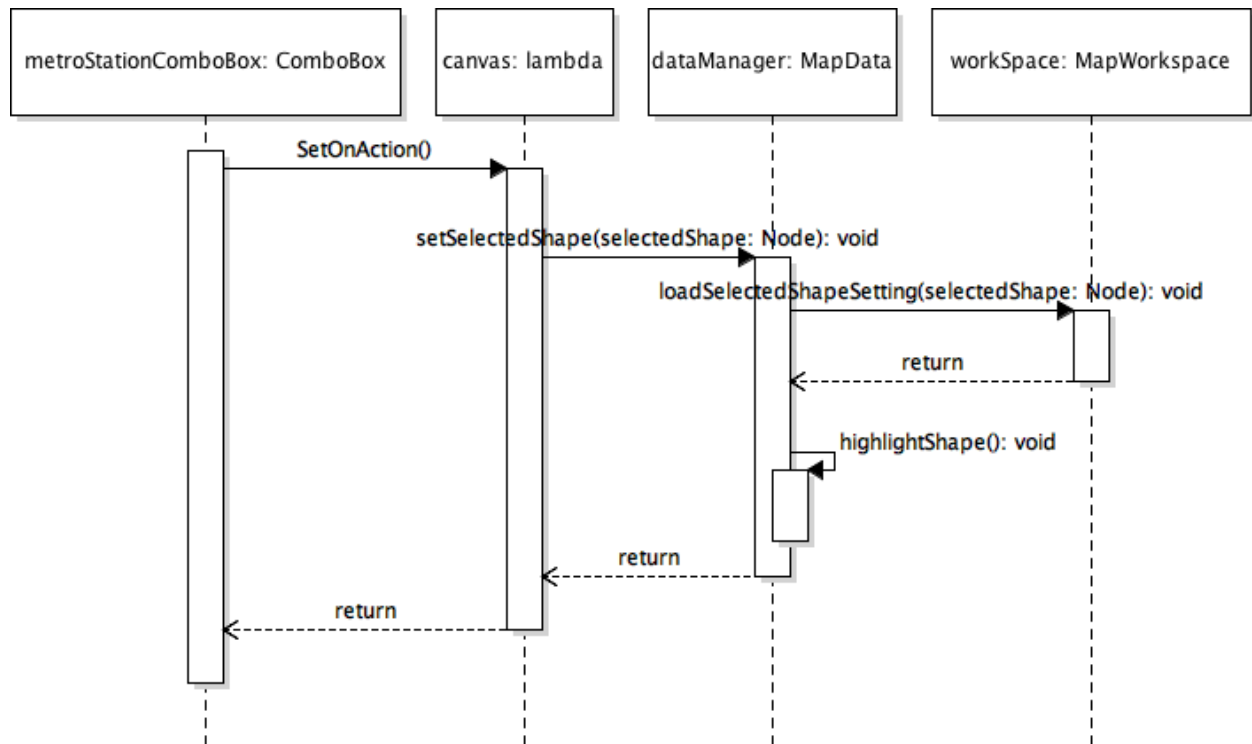 metroStationComboBox: ComboBox
canvas: lambda
dataManager: MapData
workSpace: MapWorkspace
SetOnAction()
setSelectedShape(selectedShape: Node): void
loadSelectedShapeSetting(selectedShape: Node): void
return
highlightShape(): void
return
return